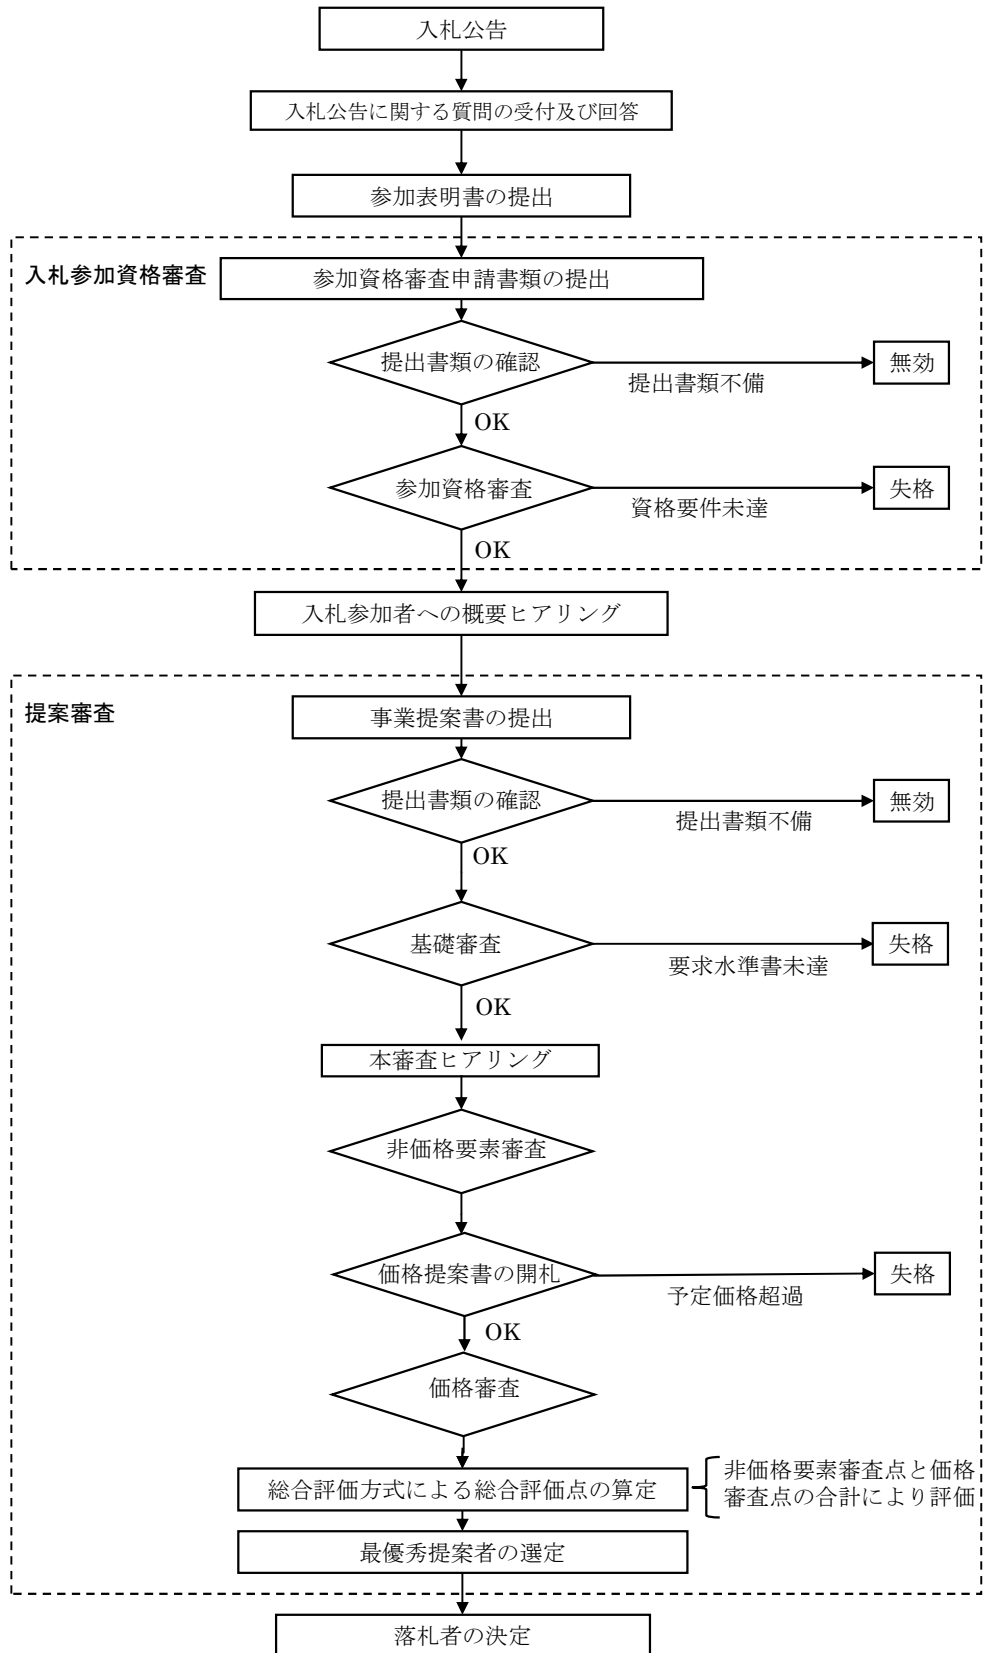 入札公告
入札公告に関する質問の受付及び回答
参加表明書の提出
入札参加資格審査
参加資格審査申請書類の提出
提出書類の確認
無効
提出書類不備
OK
参加資格審査
失格
資格要件未達
OK
入札参加者への概要ヒアリング
提案審査
事業提案書の提出
提出書類の確認
無効
提出書類不備
OK
基礎審査
失格
要求水準書未達
OK
本審査ヒアリング
非価格要素審査
価格提案書の開札
失格
予定価格超過
OK
価格審査
総合評価方式による総合評価点の算定
非価格要素審査点と価格
審査点の合計により評価
最優秀提案者の選定
落札者の決定